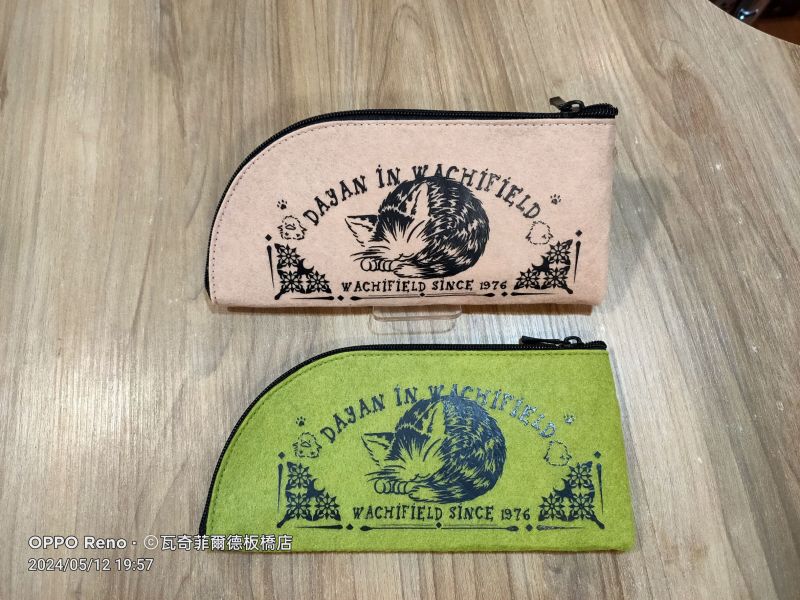 DAYAN IN WACHIFIELD
WACHIFIELD SINCE 1976
DAYAN IN WACHIFIELD
WACHIFIELD SINCE 1976
OPPO Reno · ©瓦奇菲爾德板橋店
2024/05/12 19:57